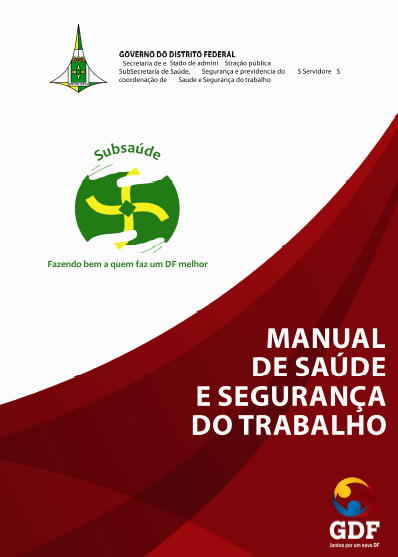 GOVERNO DO DISTRITO FEDERAL
Secretaria de e Stado de admini Stração pública
SubSecretaria de Saúde, Segurança e previdencia do S Servidore S
coordenação de Saude e Segurança do trabalho
Subsaúde
Fazendo bem a quem faz um DF melhor
MANUAL
DE SAÚDE
E SEGURANÇA
DO TRABALHO
GDF
Juntos por um novo DF